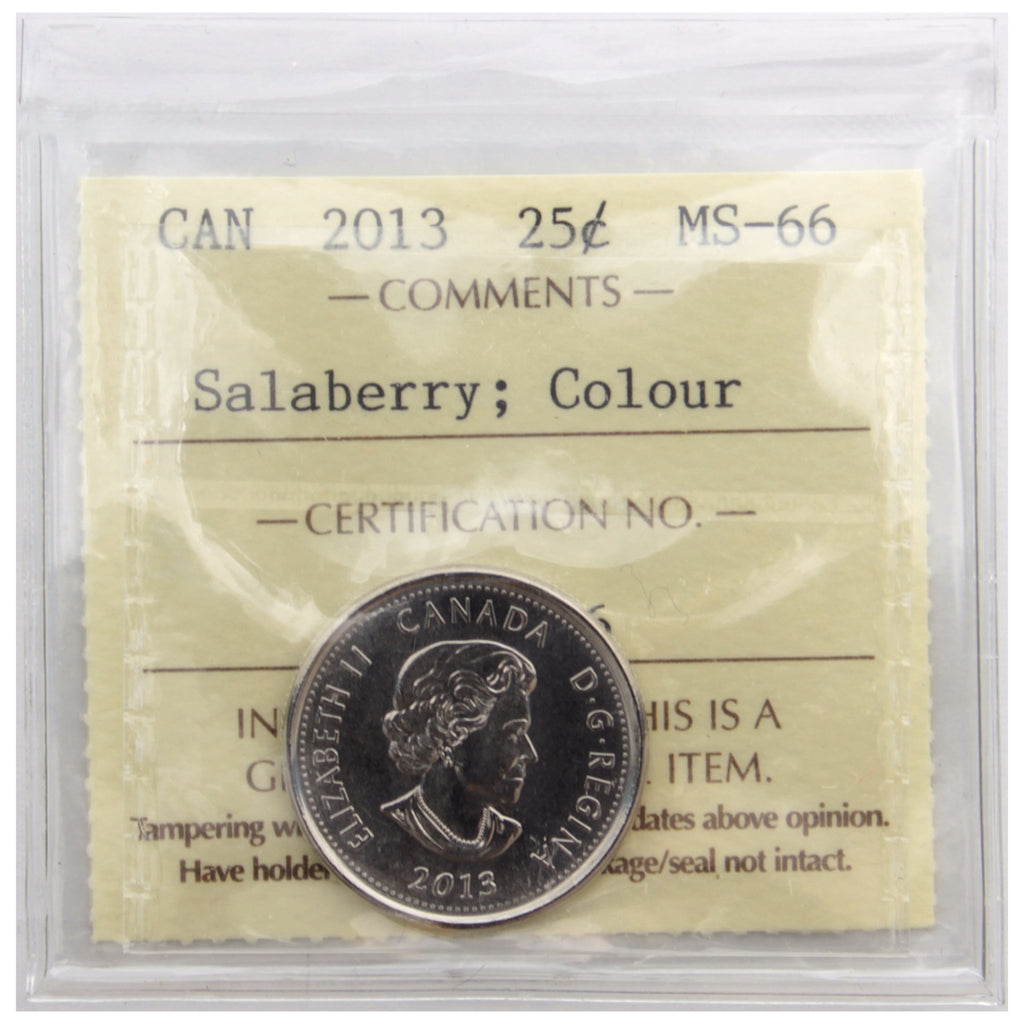 CAN 2013 25¢ MS-66
— COMMENTS —
Salaberry; Colour
— CERTIFICATION NO. —
6
IN HIS IS A
G ITEM.
Tampering w dates above opinion.
Have holder kage/seal not intact.
ELIZABETH II CANADA D·G·REGINA
2013